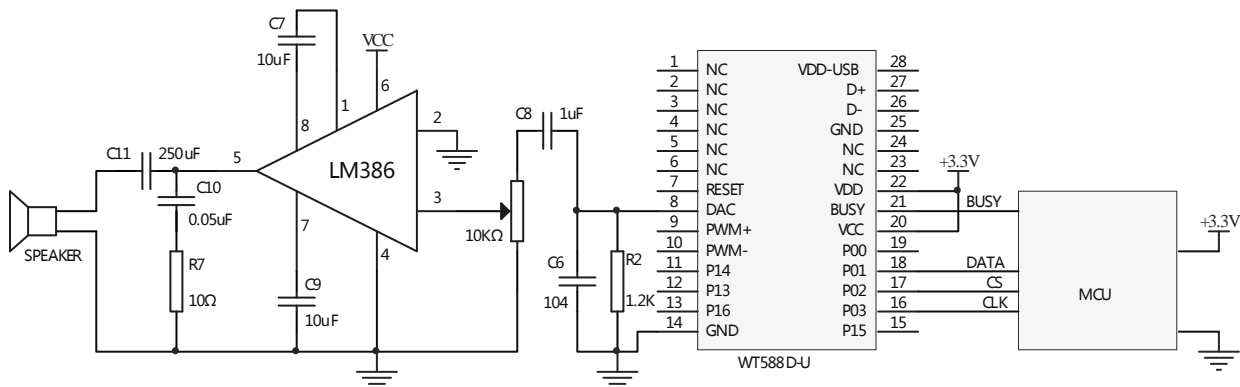 C7
10uF
VCC
6
1
8
2
C8
1uF
C11
250uF
5
LM386
C10
0.05uF
3
10KΩ
7
4
SPEAKER
R7
10Ω
C9
10uF
C6
104
R2
1.2K
1 NC VDD-USB 28
2 NC D+ 27
3 NC D- 26
4 NC GND 25
5 NC NC 24
6 NC NC 23
7 RESET VDD 22
8 DAC BUSY 21
9 PWM+ VCC 20
10 PWM- P00 19
11 P14 P01 18
12 P13 P02 17
13 P16 P03 16
14 GND P15 15
WT588D-U
+3.3V
BUSY
DATA
CS
CLK
MCU
+3.3V